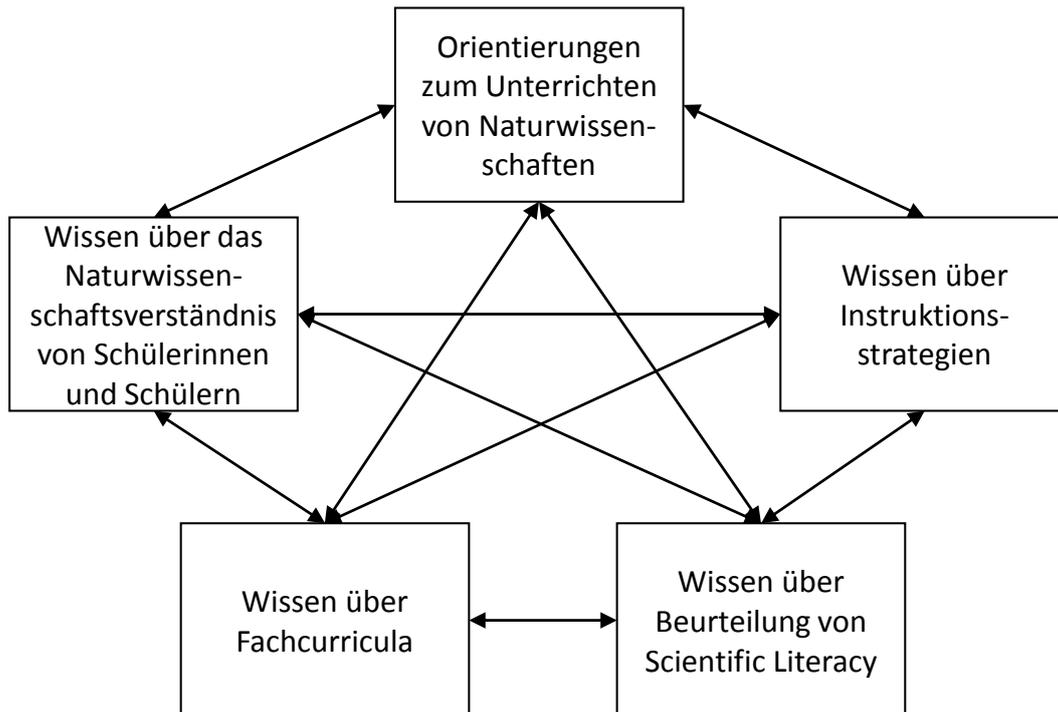 Orientierungen
zum Unterrichten
von Naturwissen-
schaften
Wissen über das
Naturwissen-
schaftsverständnis
von Schülerinnen
und Schülern
Wissen über
Instruktions-
strategien
Wissen über
Fachcurricula
Wissen über
Beurteilung von
Scientific Literacy